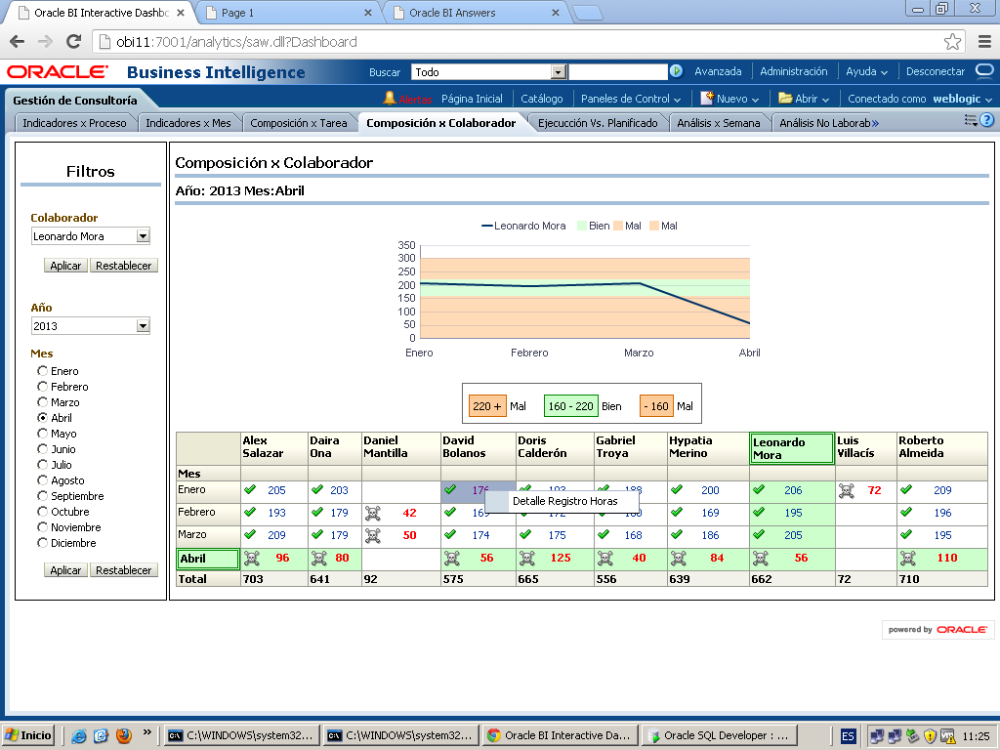 Oracle BI Interactive Dashbo
Page 1
Oracle BI Answers
obi11:7001/analytics/saw.dll?Dashboard
ORACLE Business Intelligence
Buscar Todo Avanzada Administración Ayuda Desconectar
Gestión de Consultoría
Alertas! Página Inicial Catálogo Paneles de Control Nuevo Abrir Conectado como weblogic
Indicadores x Proceso Indicadores x Mes Composición x Tarea Composición x Colaborador Ejecucción Vs. Planificado Análisis x Semana Análisis No Laborab»
Filtros
Colaborador
Leonardo Mora
Aplicar Restablecer
Año
2013
Mes
Enero
Febrero
Marzo
Abril
Mayo
Junio
Julio
Agosto
Septiembre
Octubre
Noviembre
Diciembre
Aplicar Restablecer
Composición x Colaborador
Año: 2013 Mes:Abril
Leonardo Mora Bien Mal Mal
350
300
250
200
150
100
50
0
Enero Febrero Marzo Abril
220 + Mal 160 - 220 Bien - 160 Mal
Alex Salazar Daira Ona Daniel Mantilla David Bolanos Doris Calderón Gabriel Troya Hypatia Merino Leonardo Mora Luis Villacís Roberto Almeida
Mes
Enero 205 203 176 193 188 200 206 72 209
Detalle Registro Horas
Febrero 193 179 42 169 172 169 195 196
Marzo 209 179 50 174 175 168 186 205 195
Abril 96 80 56 125 40 84 56 110
Total 703 641 92 575 665 556 639 662 72 710
powered by ORACLE
Inicio
»
C:\WINDOWS\system32...
C:\WINDOWS\system32...
Oracle BI Interactive Da...
Oracle SQL Developer : ...
ES
11:25